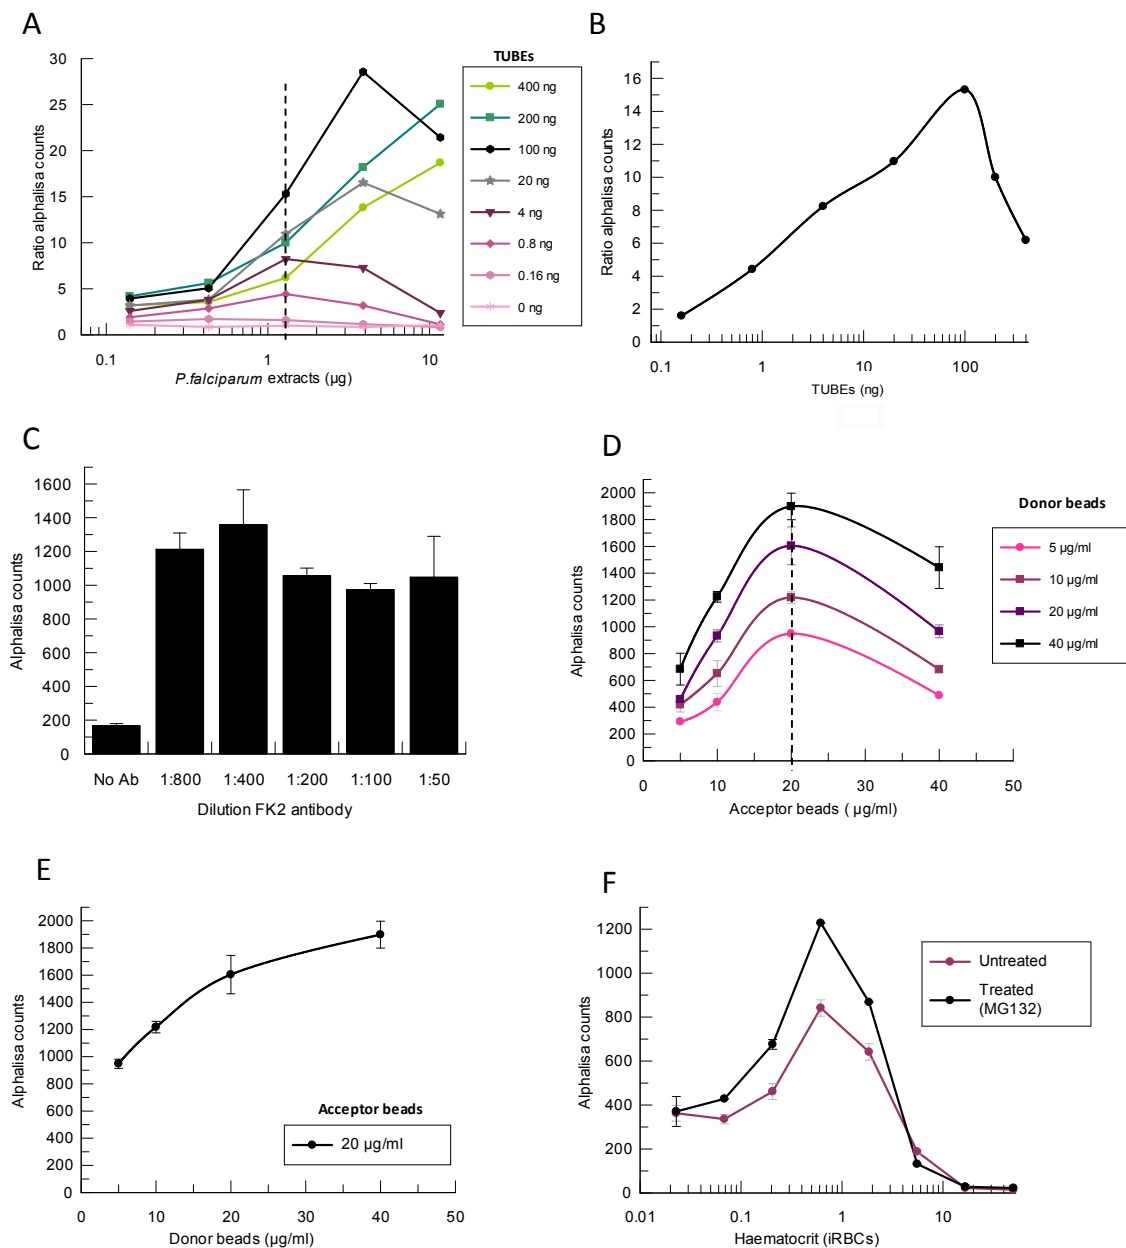 A
TUBEs
30
25
20
15
10
5
0
Ratio alphalisa counts
0.1
1
10
P.falciparum extracts (µg)
400 ng
200 ng
100 ng
20 ng
4 ng
0.8 ng
0.16 ng
0 ng
B
16
14
12
10
8
6
4
2
0
Ratio alphalisa counts
0.1
1
10
100
TUBEs (ng)
C
1600
1400
1200
1000
800
600
400
200
0
Alphalisa counts
No Ab 1:800 1:400 1:200 1:100 1:50
Dilution FK2 antibody
D
2000
1800
1600
1400
1200
1000
800
600
400
200
0
Alphalisa counts
0 10 20 30 40 50
Acceptor beads ( µg/ml)
Donor beads
5 µg/ml
10 µg/ml
20 µg/ml
40 µg/ml
E
2000
1800
1600
1400
1200
1000
800
600
400
200
0
Alphalisa counts
Acceptor beads
20 µg/ml
0 10 20 30 40 50
Donor beads (µg/ml)
F
1200
1000
800
600
400
200
0
Alphalisa counts
Untreated
Treated
(MG132)
0.01 0.1 1 10
Haematocrit (iRBCs)